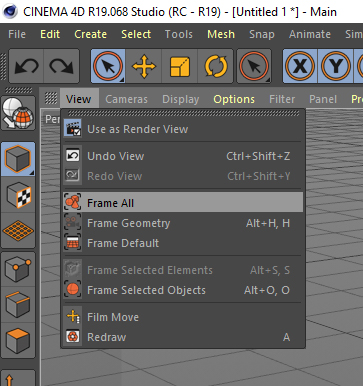 CINEMA 4D R19.068 Studio (RC - R19) - [Untitled 1 *] - Main
File Edit Create Select Tools Mesh Snap Animate Sim
View Cameras Display Options Filter Panel
Use as Render View
Undo View Ctrl+Shift+Z
Redo View Ctrl+Shift+Y
Frame All
Frame Geometry Alt+H, H
Frame Default
Frame Selected Elements Alt+S, S
Frame Selected Objects Alt+O, O
Film Move
Redraw A